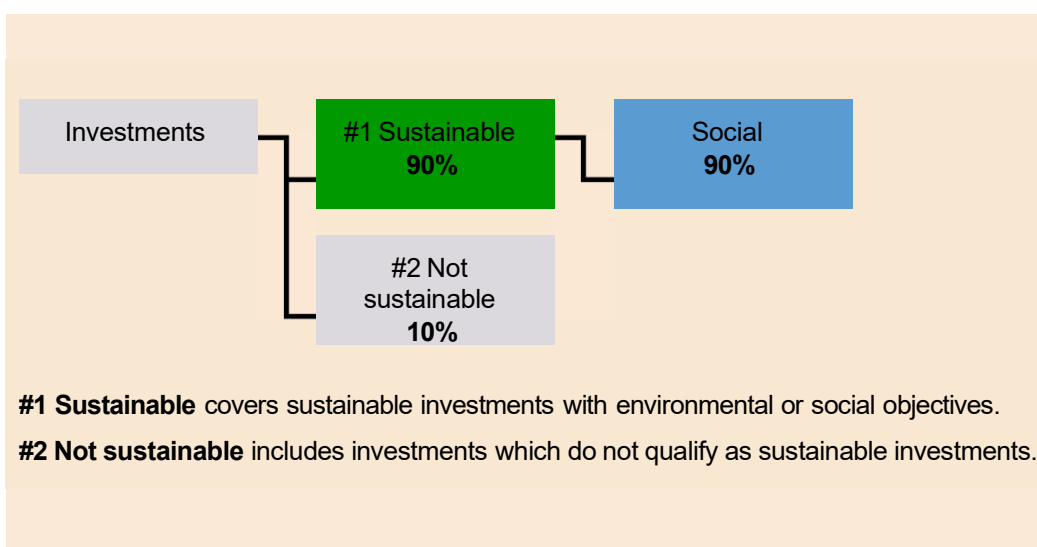 Investments
#1 Sustainable
90%
Social
90%
#2 Not
sustainable
10%
#1 Sustainable covers sustainable investments with environmental or social objectives.
#2 Not sustainable includes investments which do not qualify as sustainable investments.